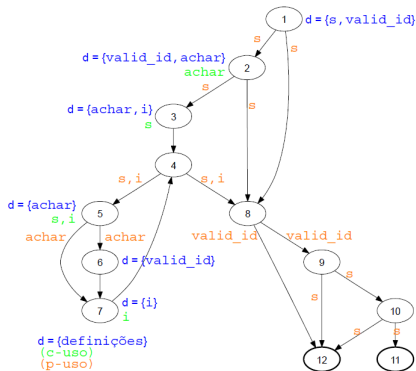 1
d = {s,valid_id}
s
s
d = {valid_id,achar}
achar
2
s
s
d = {achar,i}
s
3
4
s,i
s,i
d = {achar}
s,i
5
8
achar
achar
valid_id
valid_id
6
d = {valid_id}
9
s
s
7
d = {i}
i
10
s
s
d = {definições}
(c-uso)
(p-uso)
12
11